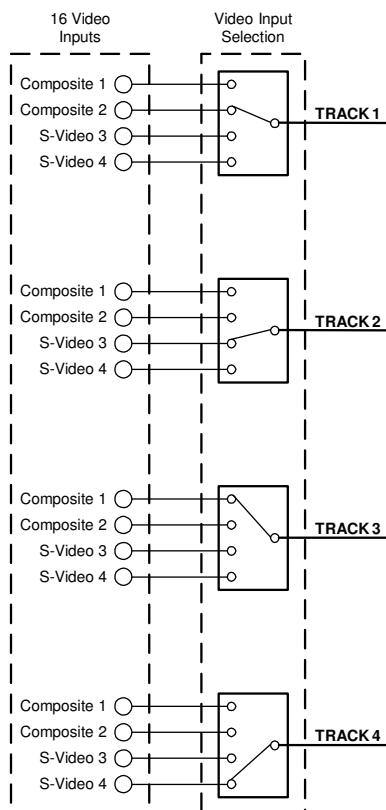 16 Video
Inputs
Video Input
Selection
Composite 1
Composite 2
S-Video 3
S-Video 4
TRACK 1
Composite 1
Composite 2
S-Video 3
S-Video 4
TRACK 2
Composite 1
Composite 2
S-Video 3
S-Video 4
TRACK 3
Composite 1
Composite 2
S-Video 3
S-Video 4
TRACK 4